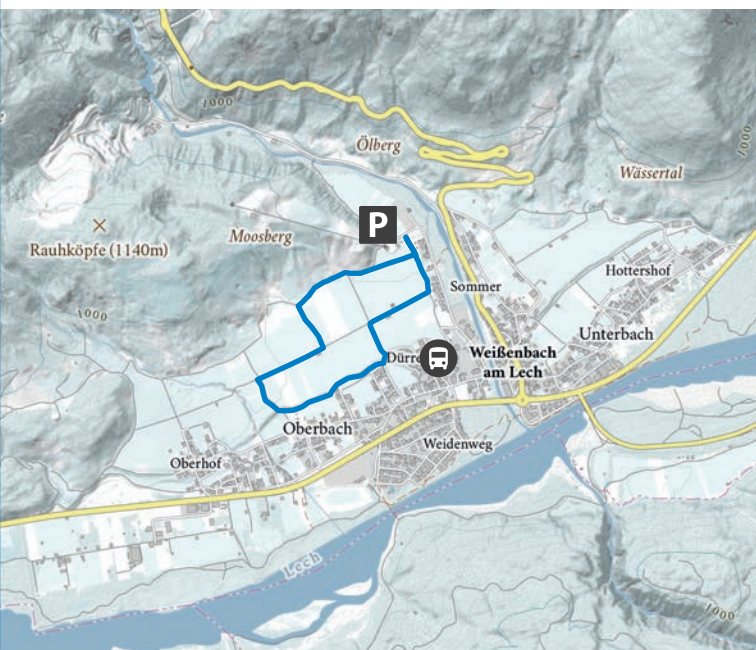 1000
Ölberg
Wässertal
1000
P
Rauhköpfe (1140m)
Moosberg
Hottershof
Sommer
1000
Unterbach
Weißenbach
am Lech
Oberbach
Weidenweg
Oberhof
Lech
1000